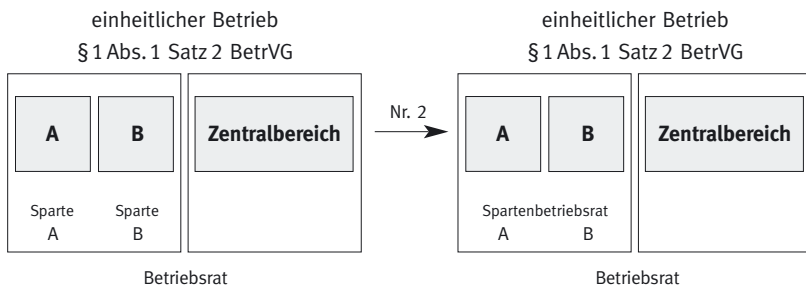 einheitlicher Betrieb
§ 1 Abs. 1 Satz 2 BetrVG
A
B
Zentralbereich
Sparte
A
Sparte
B
Betriebsrat
Nr. 2
einheitlicher Betrieb
§ 1 Abs. 1 Satz 2 BetrVG
A
B
Zentralbereich
Spartenbetriebsrat
A B
Betriebsrat